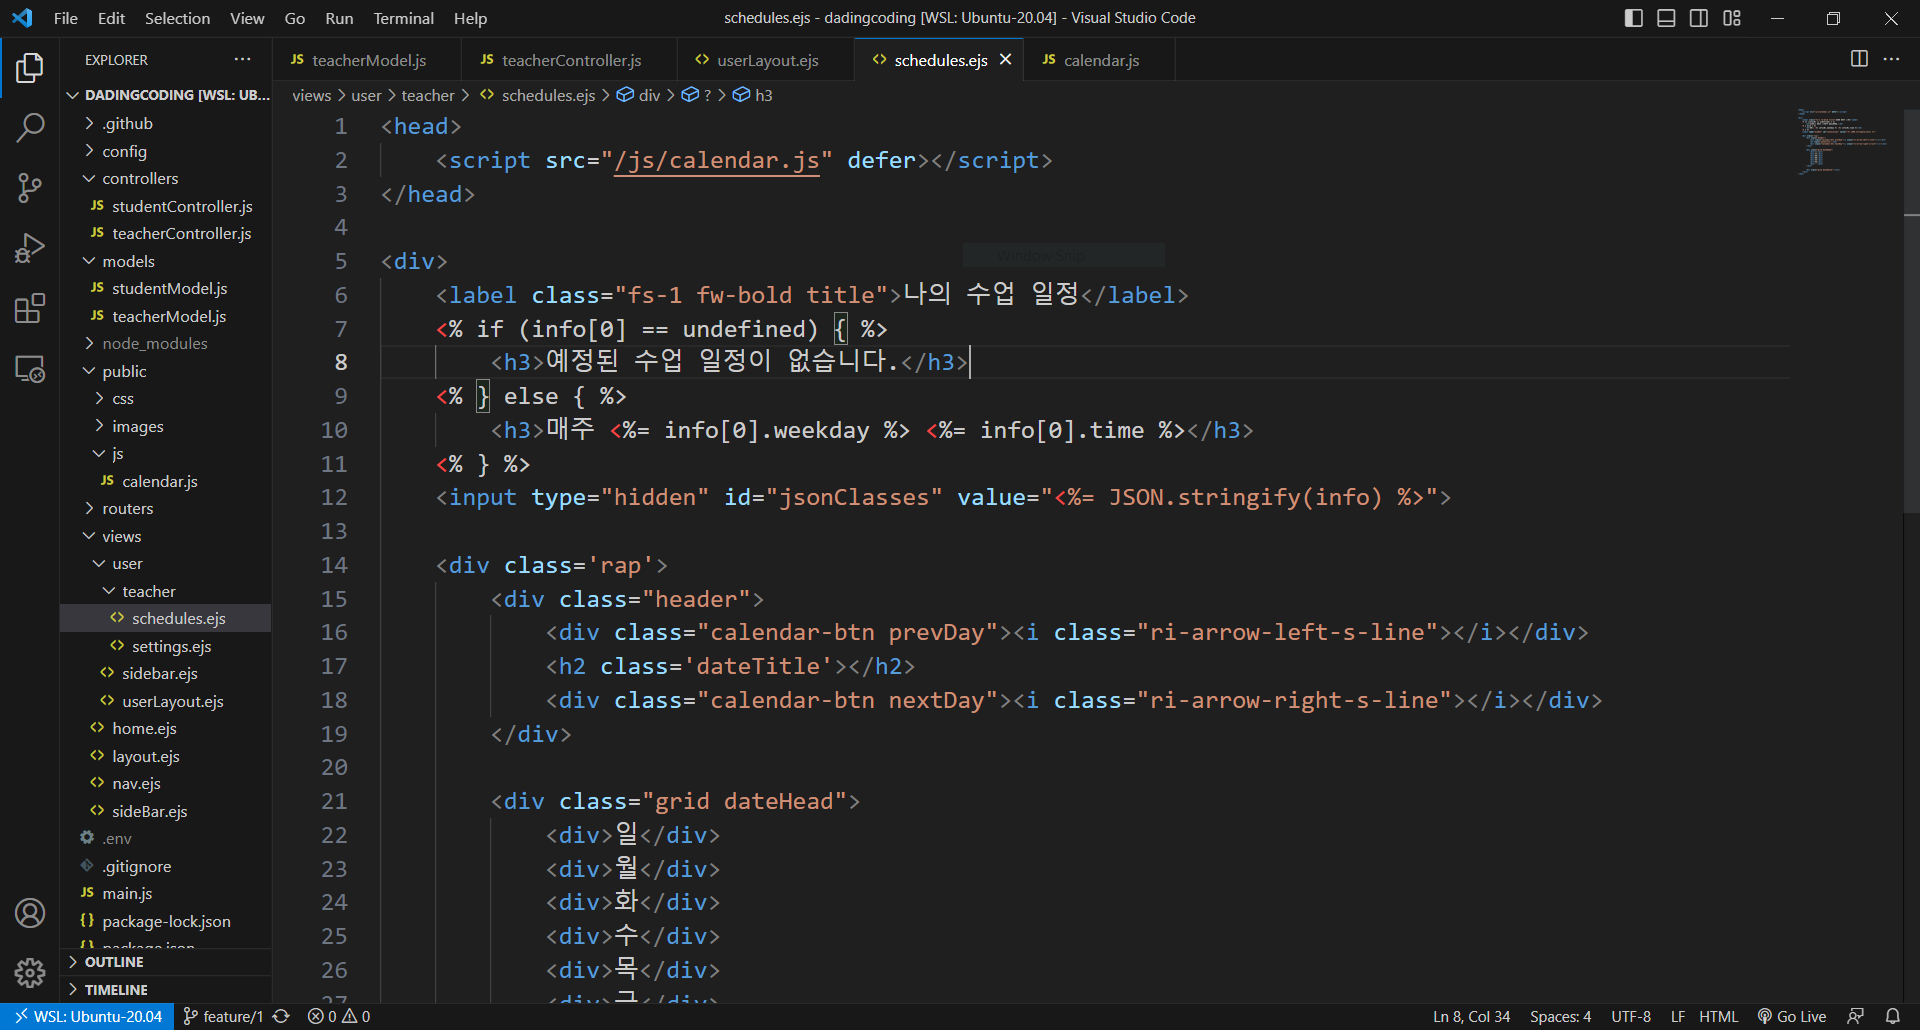 File Edit Selection View Go Run Terminal Help
schedules.ejs - dadingcoding [WSL: Ubuntu-20.04] - Visual Studio Code
EXPLORER
DADINGCODING [WSL: UB...
.github
config
controllers
JS studentController.js
JS teacherController.js
models
JS studentModel.js
JS teacherModel.js
node_modules
public
css
images
js
JS calendar.js
routers
views
user
teacher
schedules.ejs
settings.ejs
sidebar.ejs
userLayout.ejs
home.ejs
layout.ejs
nav.ejs
sideBar.ejs
.env
.gitignore
JS main.js
{} package-lock.json
{} package.json
OUTLINE
TIMELINE
JS teacherModel.js JS teacherController.js <> userLayout.ejs <> schedules.ejs JS calendar.js
views > user > teacher > <> schedules.ejs > div > ? > h3
1 <head>
2 <script src="/js/calendar.js" defer></script>
3 </head>
4
5 <div>
6 <label class="fs-1 fw-bold title">나의 수업 일정</label>
7 <% if (info[0] == undefined) { %>
8 <h3>예정된 수업 일정이 없습니다.</h3>
9 <% } else { %>
10 <h3>매주 <%= info[0].weekday %> <%= info[0].time %></h3>
11 <% } %>
12 <input type="hidden" id="jsonClasses" value="<%= JSON.stringify(info) %>">
13
14 <div class='rap'>
15 <div class="header">
16 <div class="calendar-btn prevDay"><i class="ri-arrow-left-s-line"></i></div>
17 <h2 class='dateTitle'></h2>
18 <div class="calendar-btn nextDay"><i class="ri-arrow-right-s-line"></i></div>
19 </div>
20
21 <div class="grid dateHead">
22 <div>일</div>
23 <div>월</div>
24 <div>화</div>
25 <div>수</div>
26 <div>목</div>
27 <div>금</div>
Window Snip
WSL: Ubuntu-20.04 feature/1 0 0 Ln 8, Col 34 Spaces: 4 UTF-8 LF HTML Go Live